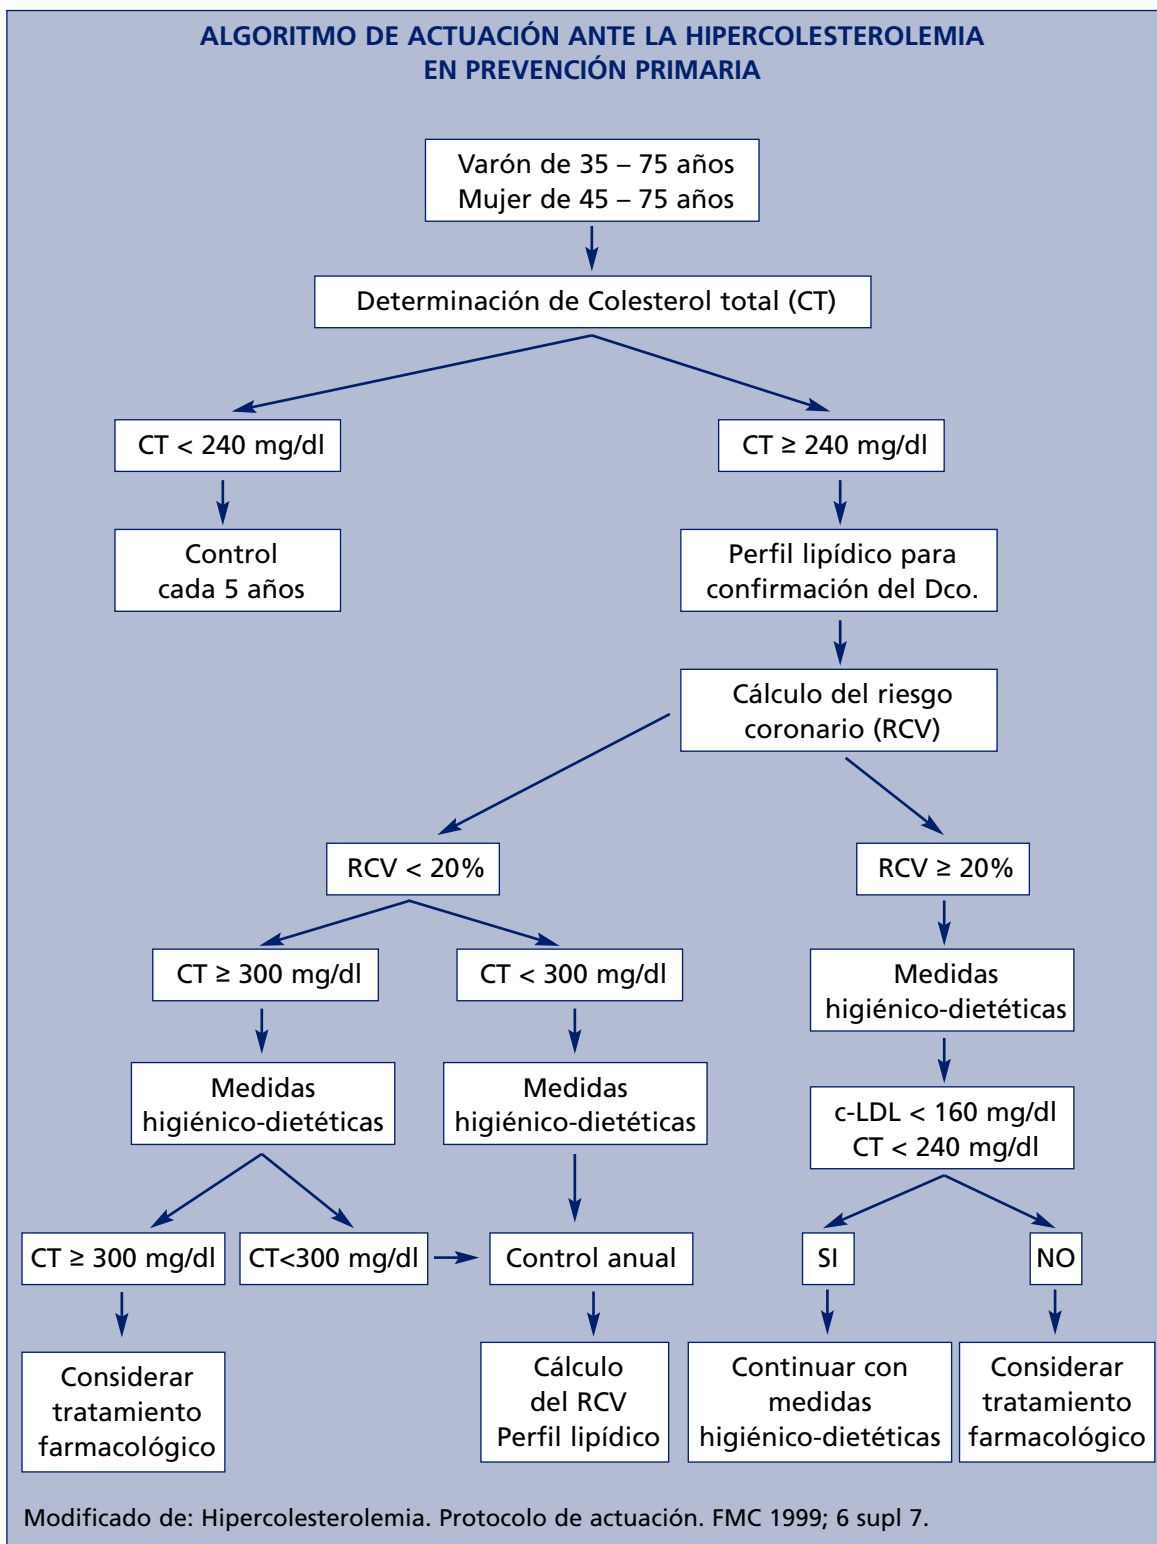 ALGORITMO DE ACTUACIÓN ANTE LA HIPERCOLESTEROLEMIA
EN PREVENCIÓN PRIMARIA
Varón de 35 – 75 años
Mujer de 45 – 75 años
Determinación de Colesterol total (CT)
CT < 240 mg/dl
CT ≥ 240 mg/dl
Control
cada 5 años
Perfil lipídico para
confirmación del Dco.
Cálculo del riesgo
coronario (RCV)
RCV < 20%
RCV ≥ 20%
CT ≥ 300 mg/dl
CT < 300 mg/dl
Medidas
higiénico-dietéticas
Medidas
higiénico-dietéticas
Medidas
higiénico-dietéticas
c-LDL < 160 mg/dl
CT < 240 mg/dl
CT ≥ 300 mg/dl
CT<300 mg/dl
Control anual
SI
NO
Considerar
tratamiento
farmacológico
Cálculo
del RCV
Perfil lipídico
Continuar con
medidas
higiénico-dietéticas
Considerar
tratamiento
farmacológico
Modificado de: Hipercolesterolemia. Protocolo de actuación. FMC 1999; 6 supl 7.